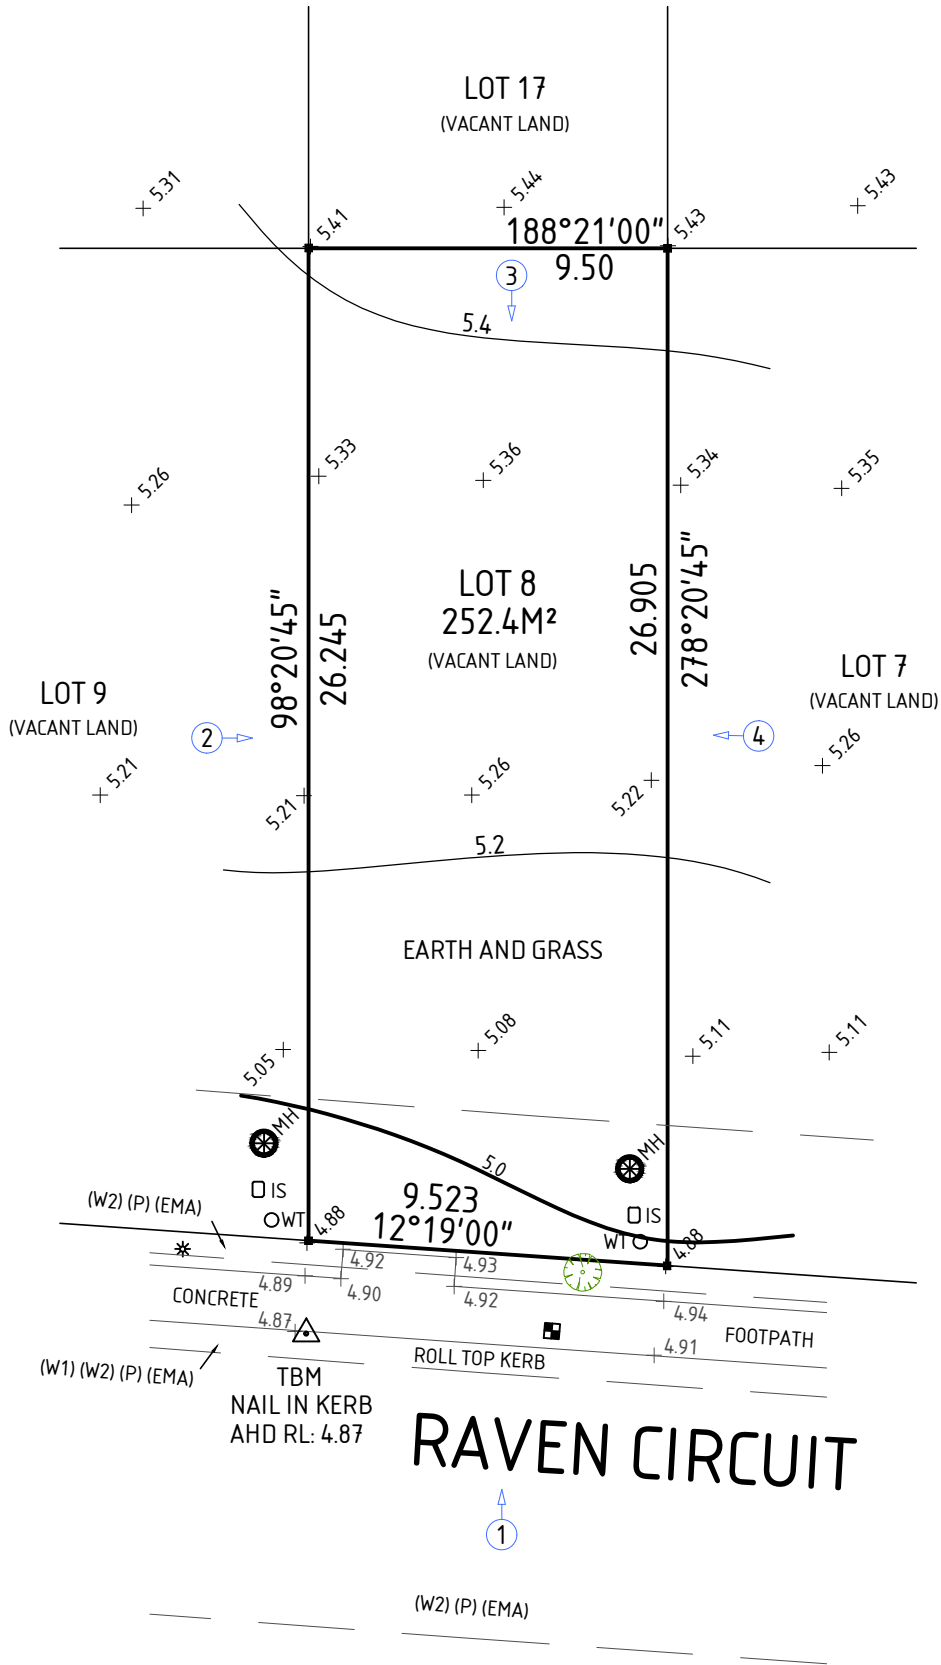 LOT 17
(VACANT LAND)
5.31
5.44
5.43
5.41
188°21'00"
5.43
9.50
3
5.4
5.33
5.36
5.34
5.35
5.26
LOT 8
252.4M²
(VACANT LAND)
98°20'45"
26.245
26.905
278°20'45"
LOT 9
(VACANT LAND)
LOT 7
(VACANT LAND)
2
4
5.21
5.21
5.26
5.22
5.26
5.2
EARTH AND GRASS
5.05
5.08
5.11
5.11
MH
MH
5.0
IS
WT
IS
WT
(W2) (P) (EMA)
9.523
12°19'00"
4.88
4.88
4.92
4.93
4.89
4.90
4.92
4.94
CONCRETE
FOOTPATH
4.87
4.91
ROLL TOP KERB
(W1) (W2) (P) (EMA)
TBM
NAIL IN KERB
AHD RL: 4.87
RAVEN CIRCUIT
1
(W2) (P) (EMA)